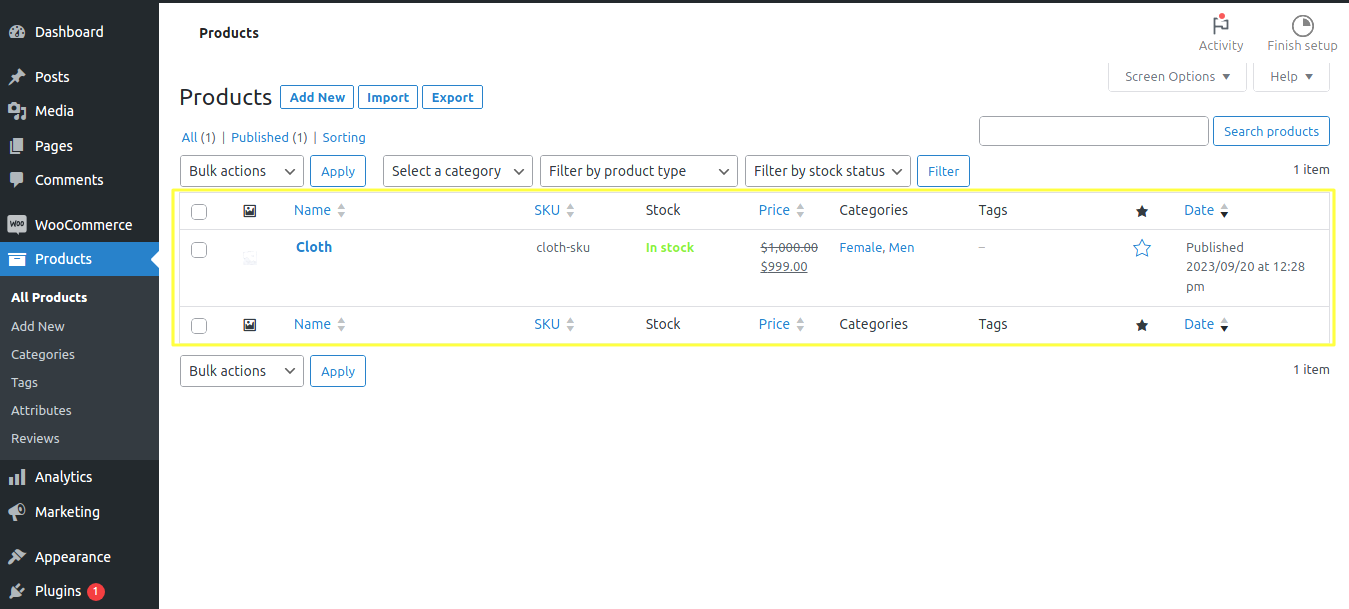 Dashboard
Posts
Media
Pages
Comments
WOO WooCommerce
Products
All Products
Add New
Categories
Tags
Attributes
Reviews
Analytics
Marketing
Appearance
Plugins 1
Products
Activity
Finish setup
Screen Options ▼
Help ▼
Products Add New Import Export
All (1) | Published (1) | Sorting
Search products
Bulk actions Apply Select a category Filter by product type Filter by stock status Filter 1 item
Name SKU Stock Price Categories Tags ★ Date
Cloth cloth-sku In stock $1,000.00 Female, Men – Published
$999.00 2023/09/20 at 12:28
pm
Name SKU Stock Price Categories Tags ★ Date
Bulk actions Apply 1 item